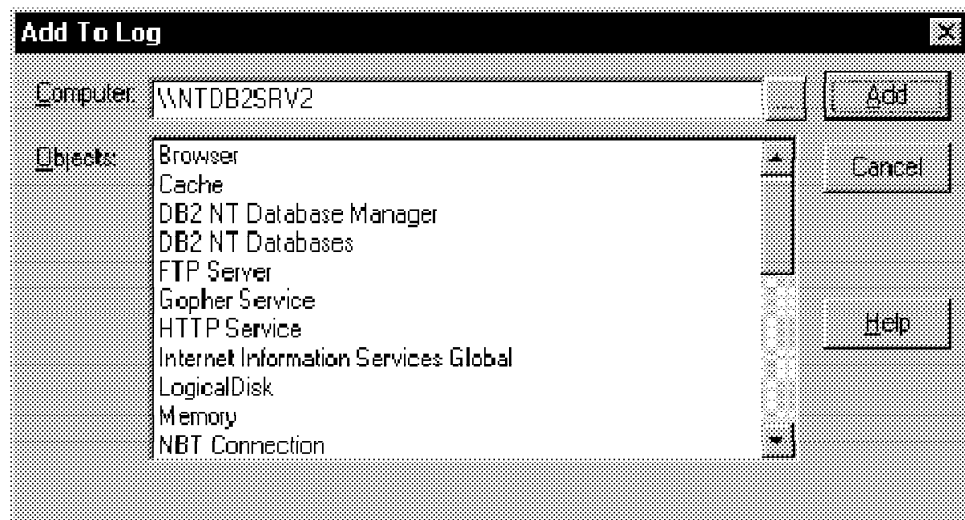 Add To Log
Computer: \\NTDB2SRV2 ... Add
Objects: Browser
Cache
DB2 NT Database Manager
DB2 NT Databases
FTP Server
Gopher Service
HTTP Service
Internet Information Services Global
LogicalDisk
Memory
NBT Connection
Cancel
Help